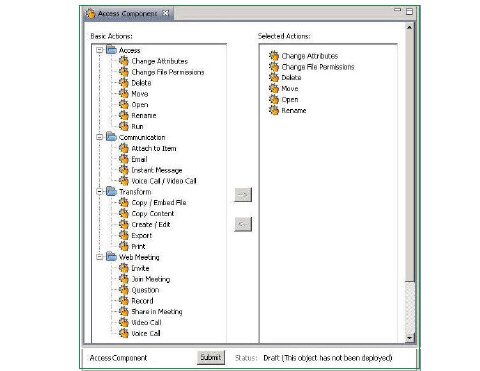 Access Component
Basic Actions:
Access
Change Attributes
Change File Permissions
Delete
Move
Open
Rename
Run
Communication
Attach to Item
Email
Instant Message
Voice Call / Video Call
Transform
Copy / Embed File
Copy Content
Create / Edit
Export
Print
Web Meeting
Invite
Join Meeting
Question
Record
Share in Meeting
Video Call
Voice Call
-->
<--
Selected Actions:
Change Attributes
Change File Permissions
Delete
Move
Open
Rename
Access Component Submit Status: Draft (This object has not been deployed)